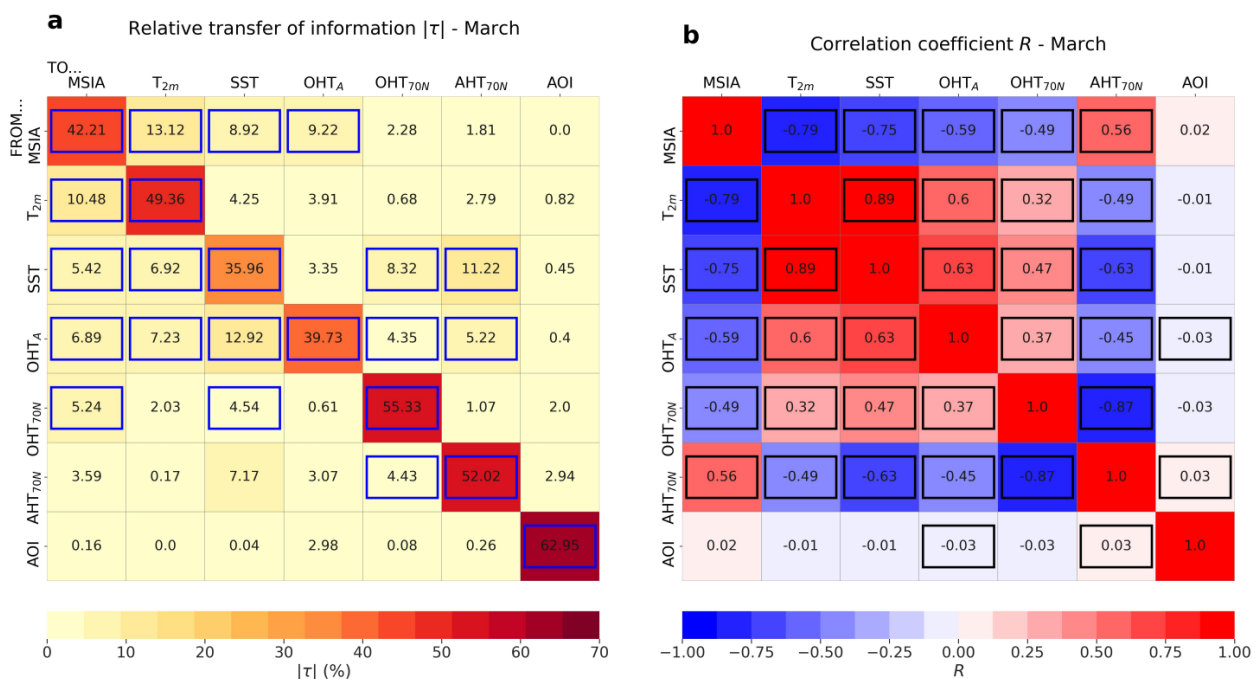 a
Relative transfer of information |τ| - March
TO...
MSIA T2m SST OHTA OHT70N AHT70N AOI
FROM...
MSIA 42.21 13.12 8.92 9.22 2.28 1.81 0.0
T2m 10.48 49.36 4.25 3.91 0.68 2.79 0.82
SST 5.42 6.92 35.96 3.35 8.32 11.22 0.45
OHTA 6.89 7.23 12.92 39.73 4.35 5.22 0.4
OHT70N 5.24 2.03 4.54 0.61 55.33 1.07 2.0
AHT70N 3.59 0.17 7.17 3.07 4.43 52.02 2.94
AOI 0.16 0.0 0.04 2.98 0.08 0.26 62.95
0 10 20 30 40 50 60 70
|τ| (%)
b
Correlation coefficient R - March
MSIA T2m SST OHTA OHT70N AHT70N AOI
MSIA 1.0 -0.79 -0.75 -0.59 -0.49 0.56 0.02
T2m -0.79 1.0 0.89 0.6 0.32 -0.49 -0.01
SST -0.75 0.89 1.0 0.63 0.47 -0.63 -0.01
OHTA -0.59 0.6 0.63 1.0 0.37 -0.45 -0.03
OHT70N -0.49 0.32 0.47 0.37 1.0 -0.87 -0.03
AHT70N 0.56 -0.49 -0.63 -0.45 -0.87 1.0 0.03
AOI 0.02 -0.01 -0.01 -0.03 -0.03 0.03 1.0
−1.00 −0.75 −0.50 −0.25 0.00 0.25 0.50 0.75 1.00
R